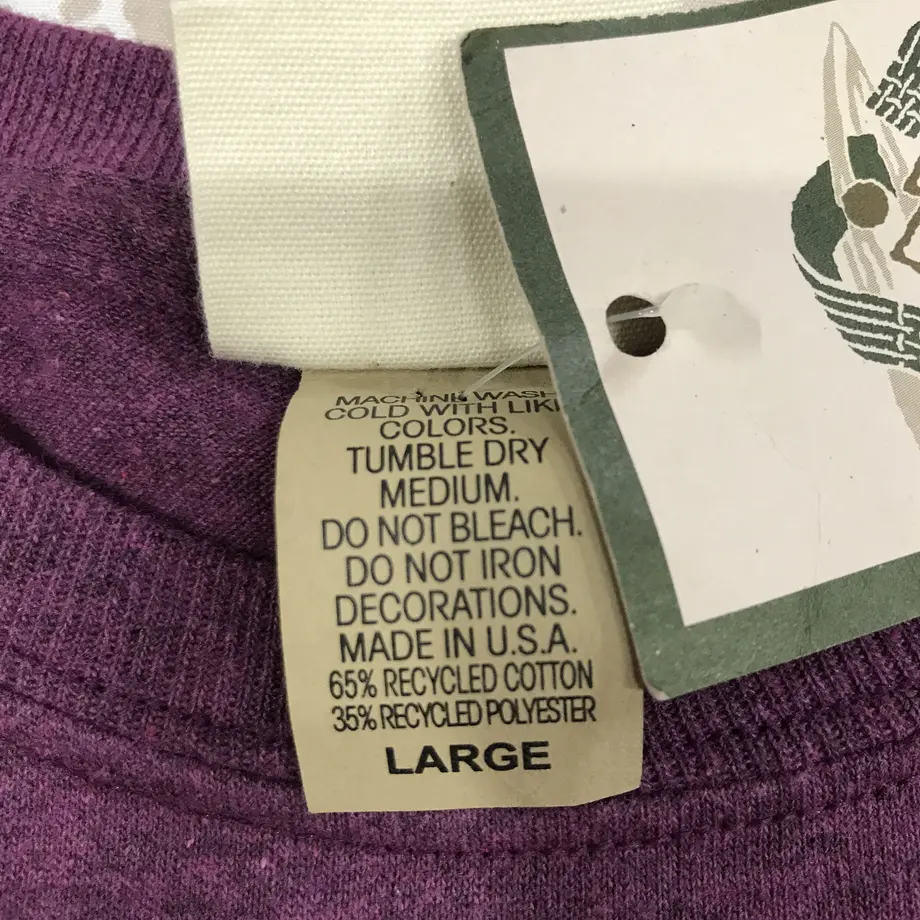 MACHINE WASH
COLD WITH LIK
COLORS.
TUMBLE DRY
MEDIUM.
DO NOT BLEACH.
DO NOT IRON
DECORATIONS.
MADE IN U.S.A.
65% RECYCLED COTTON
35% RECYCLED POLYESTER
LARGE